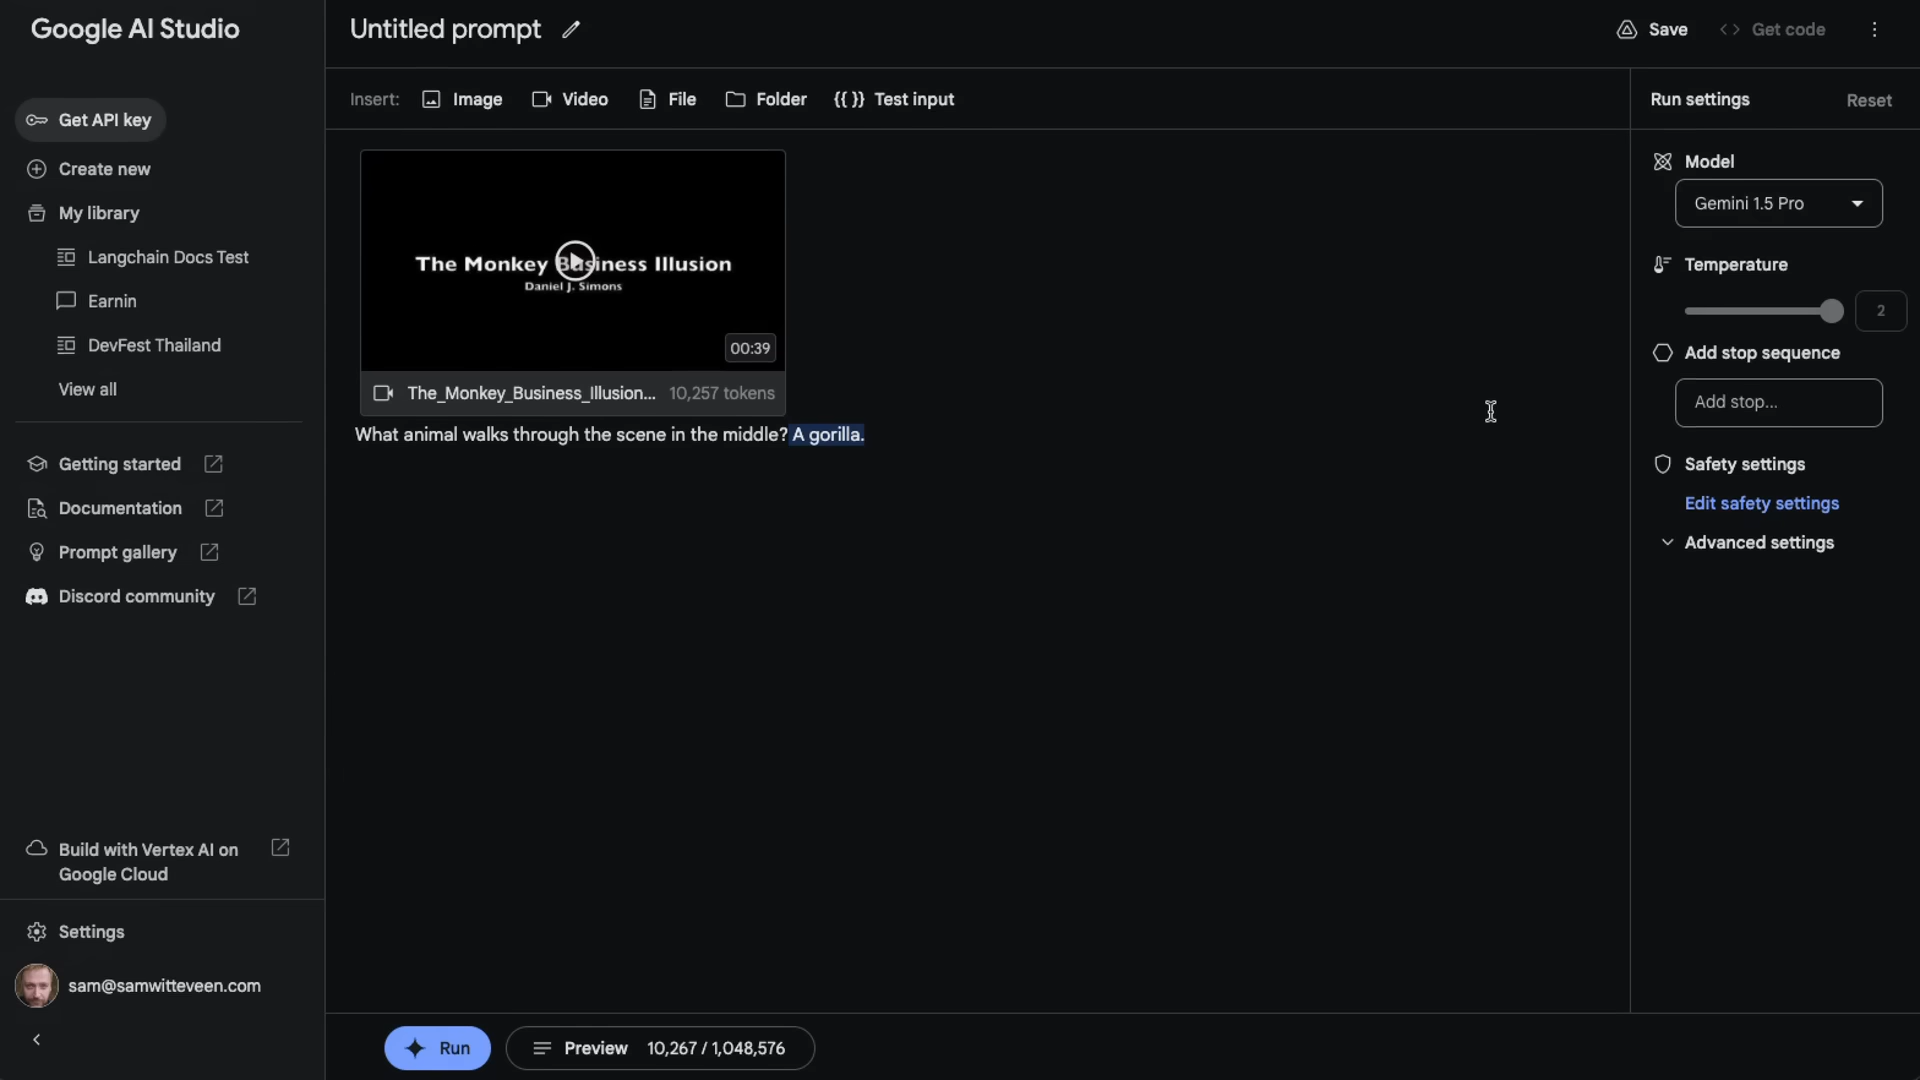 Google AI Studio
Untitled prompt
Save
Get code
Get API key
Create new
My library
Langchain Docs Test
Earnin
DevFest Thailand
View all
Getting started
Documentation
Prompt gallery
Discord community
Build with Vertex AI on
Google Cloud
Settings
sam@samwitteveen.com
Insert: Image Video File Folder {{ }} Test input
The Monkey Business Illusion
Daniel J. Simons
00:39
The_Monkey_Business_Illusion... 10,257 tokens
What animal walks through the scene in the middle? A gorilla.
Run
Preview 10,267 / 1,048,576
Run settings Reset
Model
Gemini 1.5 Pro
Temperature
2
Add stop sequence
Add stop...
Safety settings
Edit safety settings
Advanced settings